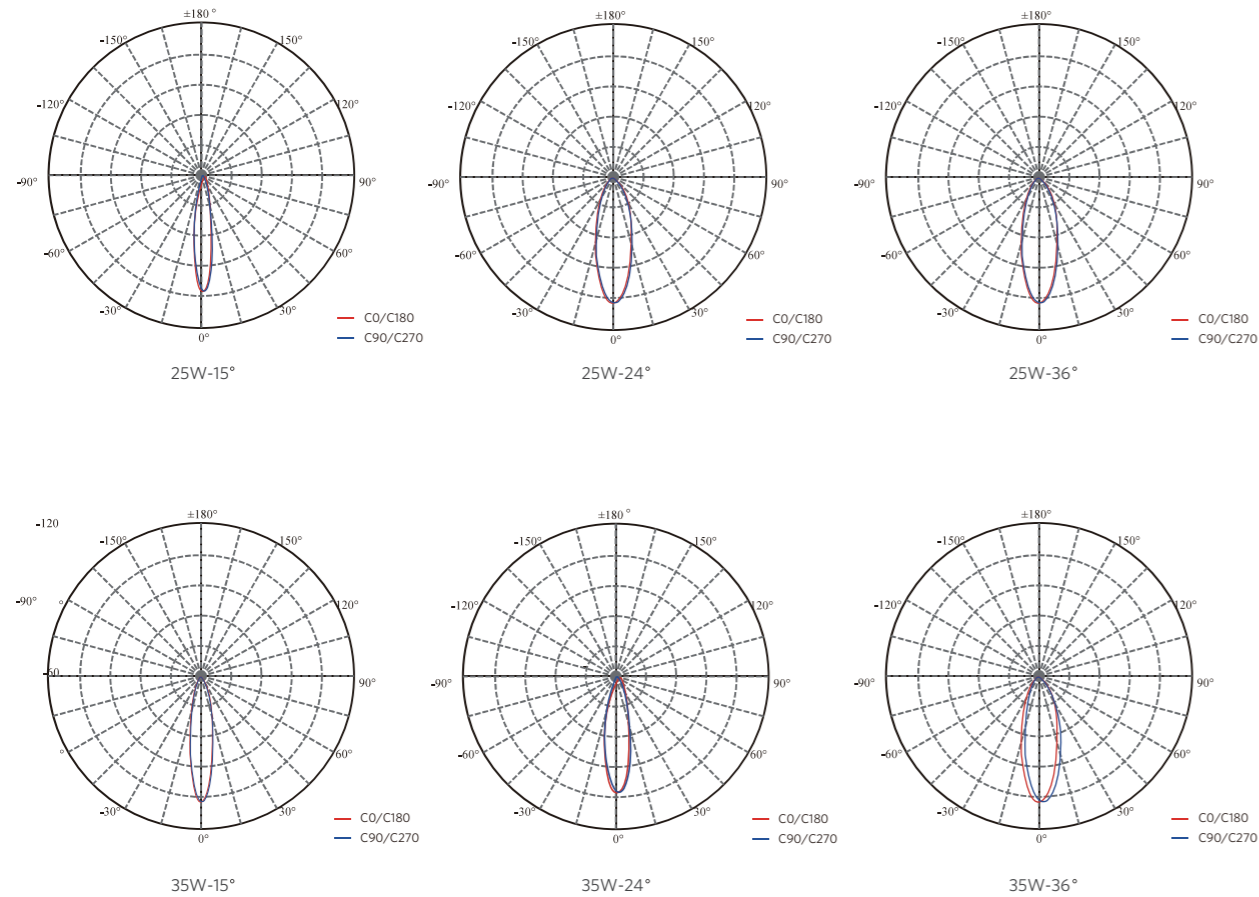 ±180°
-150° 150°
-120° 120°
-90° 90°
-60° 60°
-30° 30°
0°
C0/C180
C90/C270
25W-15°
±180°
-150° 150°
-120° 120°
-90° 90°
-60° 60°
-30° 30°
0°
C0/C180
C90/C270
25W-24°
±180°
-150° 150°
-120° 120°
-90° 90°
-60° 60°
-30° 30°
0°
C0/C180
C90/C270
25W-36°
±180°
-120
-150° 150°
-90° ° 120°
-60 90°
° 60°
-30° 30°
0°
C0/C180
C90/C270
35W-15°
±180°
-150° 150°
-120° 120°
-90° 90°
-60° 60°
-30° 30°
0°
C0/C180
C90/C270
35W-24°
±180°
-150° 150°
-120° 120°
-90° 90°
-60° 60°
-30° 30°
0°
C0/C180
C90/C270
35W-36°